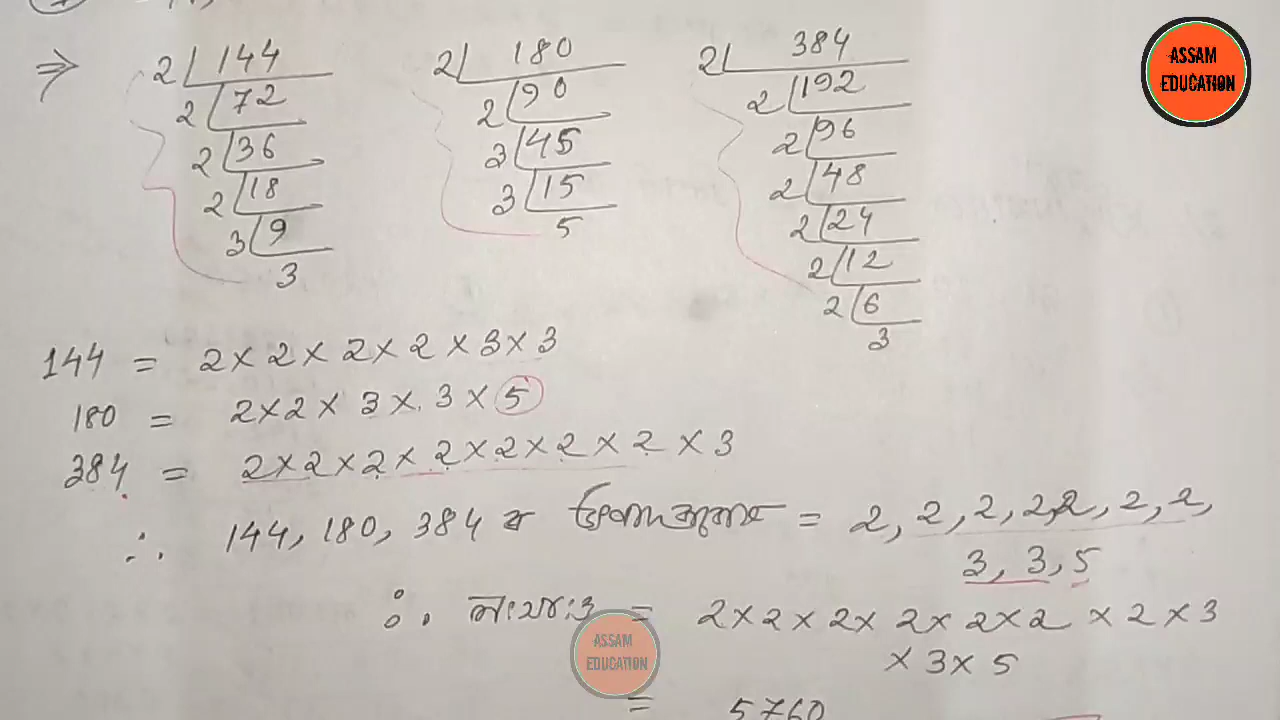 ⇒ 2 144
2 72
2 36
2 18
3 9
3
2 180
2 90
3 45
3 15
5
2 384
2 192
2 96
2 48
2 24
2 12
2 6
3
ASSAM
EDUCATION
144 = 2 × 2 × 2 × 2 × 3 × 3
180 = 2 × 2 × 3 × 3 × 5
384 = 2 × 2 × 2 × 2 × 2 × 2 × 2 × 3
∴ 144, 180, 384 ৰ = 2, 2, 2, 2, 2, 2, 2,
3, 3, 5
∴ ল:সা:গু: = 2 × 2 × 2 × 2 × 2 × 2 × 2 × 3
× 3 × 5
ASSAM
EDUCATION
= 5760